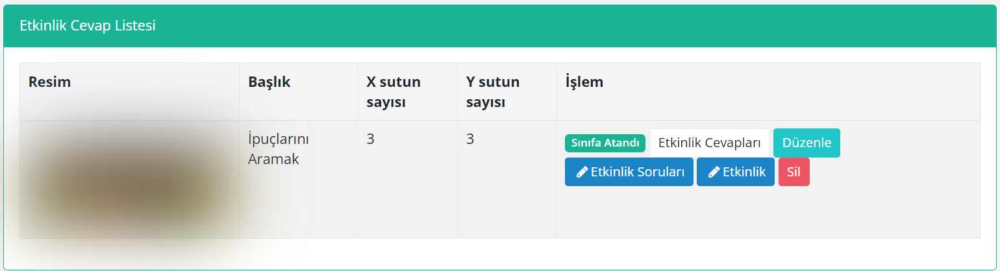 Etkinlik Cevap Listesi
Resim
Başlık
X sutun
sayısı
Y sutun
sayısı
İşlem
İpuçlarını
Aramak
3
3
Sınıfa Atandı Etkinlik Cevapları Düzenle
Etkinlik Soruları Etkinlik Sil